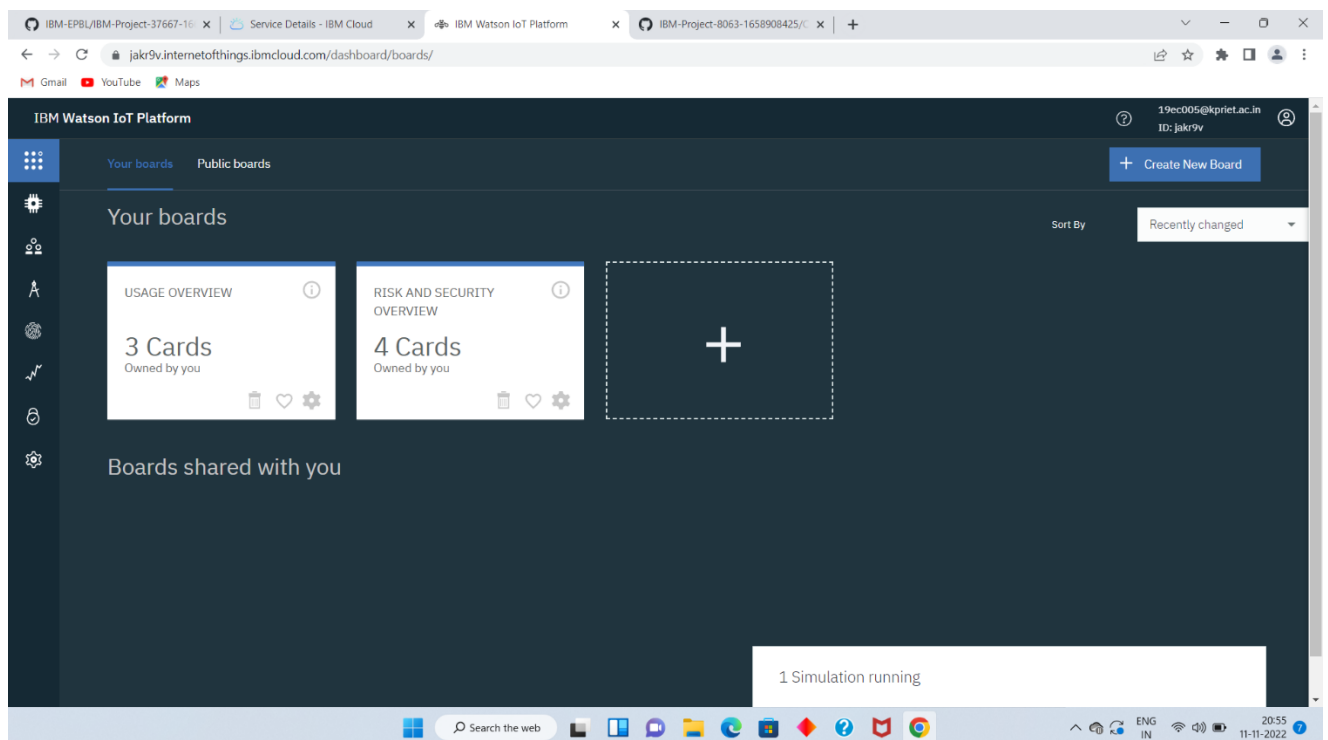 IBM-EPBL/IBM-Project-37667-16
Service Details - IBM Cloud
IBM Watson IoT Platform
IBM-Project-8063-1658908425/
jakr9v.internetofthings.ibmcloud.com/dashboard/boards/
Gmail
YouTube
Maps
IBM Watson IoT Platform
19ec005@kpriet.ac.in
ID: jakr9v
Your boards
Public boards
Create New Board
Your boards
Sort By
Recently changed
USAGE OVERVIEW
3 Cards
Owned by you
RISK AND SECURITY
OVERVIEW
4 Cards
Owned by you
Boards shared with you
1 Simulation running
Search the web
ENG
IN
20:55
11-11-2022
7